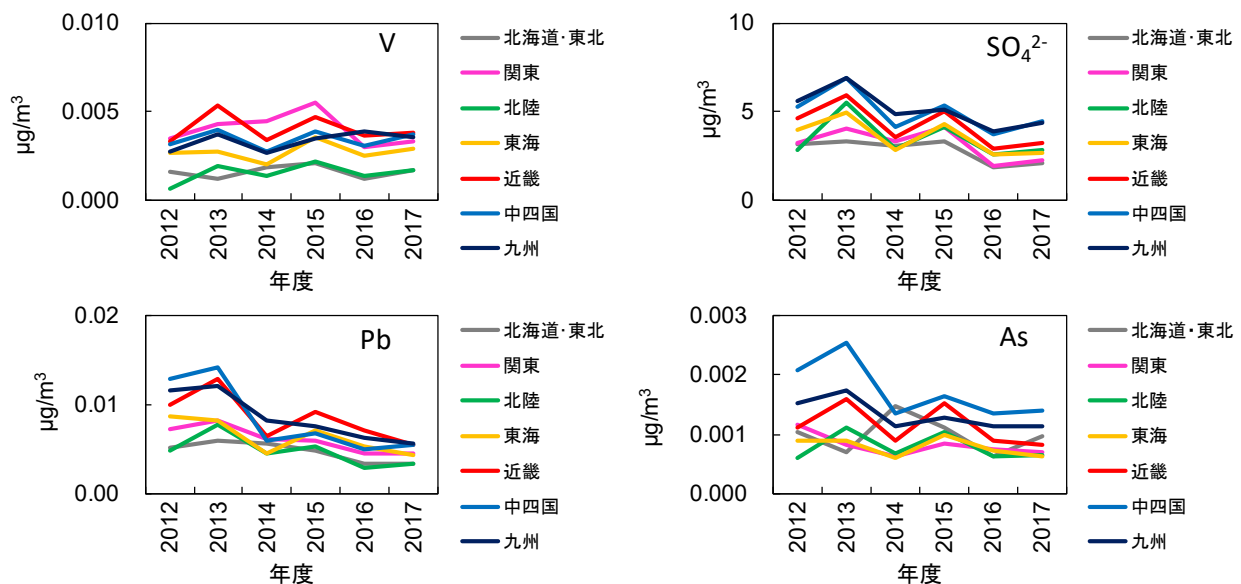 V
0.010
0.005
0.000
μg/m³
2012 2013 2014 2015 2016 2017
年度
北海道·東北
関東
北陸
東海
近畿
中四国
九州
SO₄²⁻
10
5
0
μg/m³
2012 2013 2014 2015 2016 2017
年度
北海道·東北
関東
北陸
東海
近畿
中四国
九州
Pb
0.02
0.01
0.00
μg/m³
2012 2013 2014 2015 2016 2017
年度
北海道·東北
関東
北陸
東海
近畿
中四国
九州
As
0.003
0.002
0.001
0.000
μg/m³
2012 2013 2014 2015 2016 2017
年度
北海道・東北
関東
北陸
東海
近畿
中四国
九州